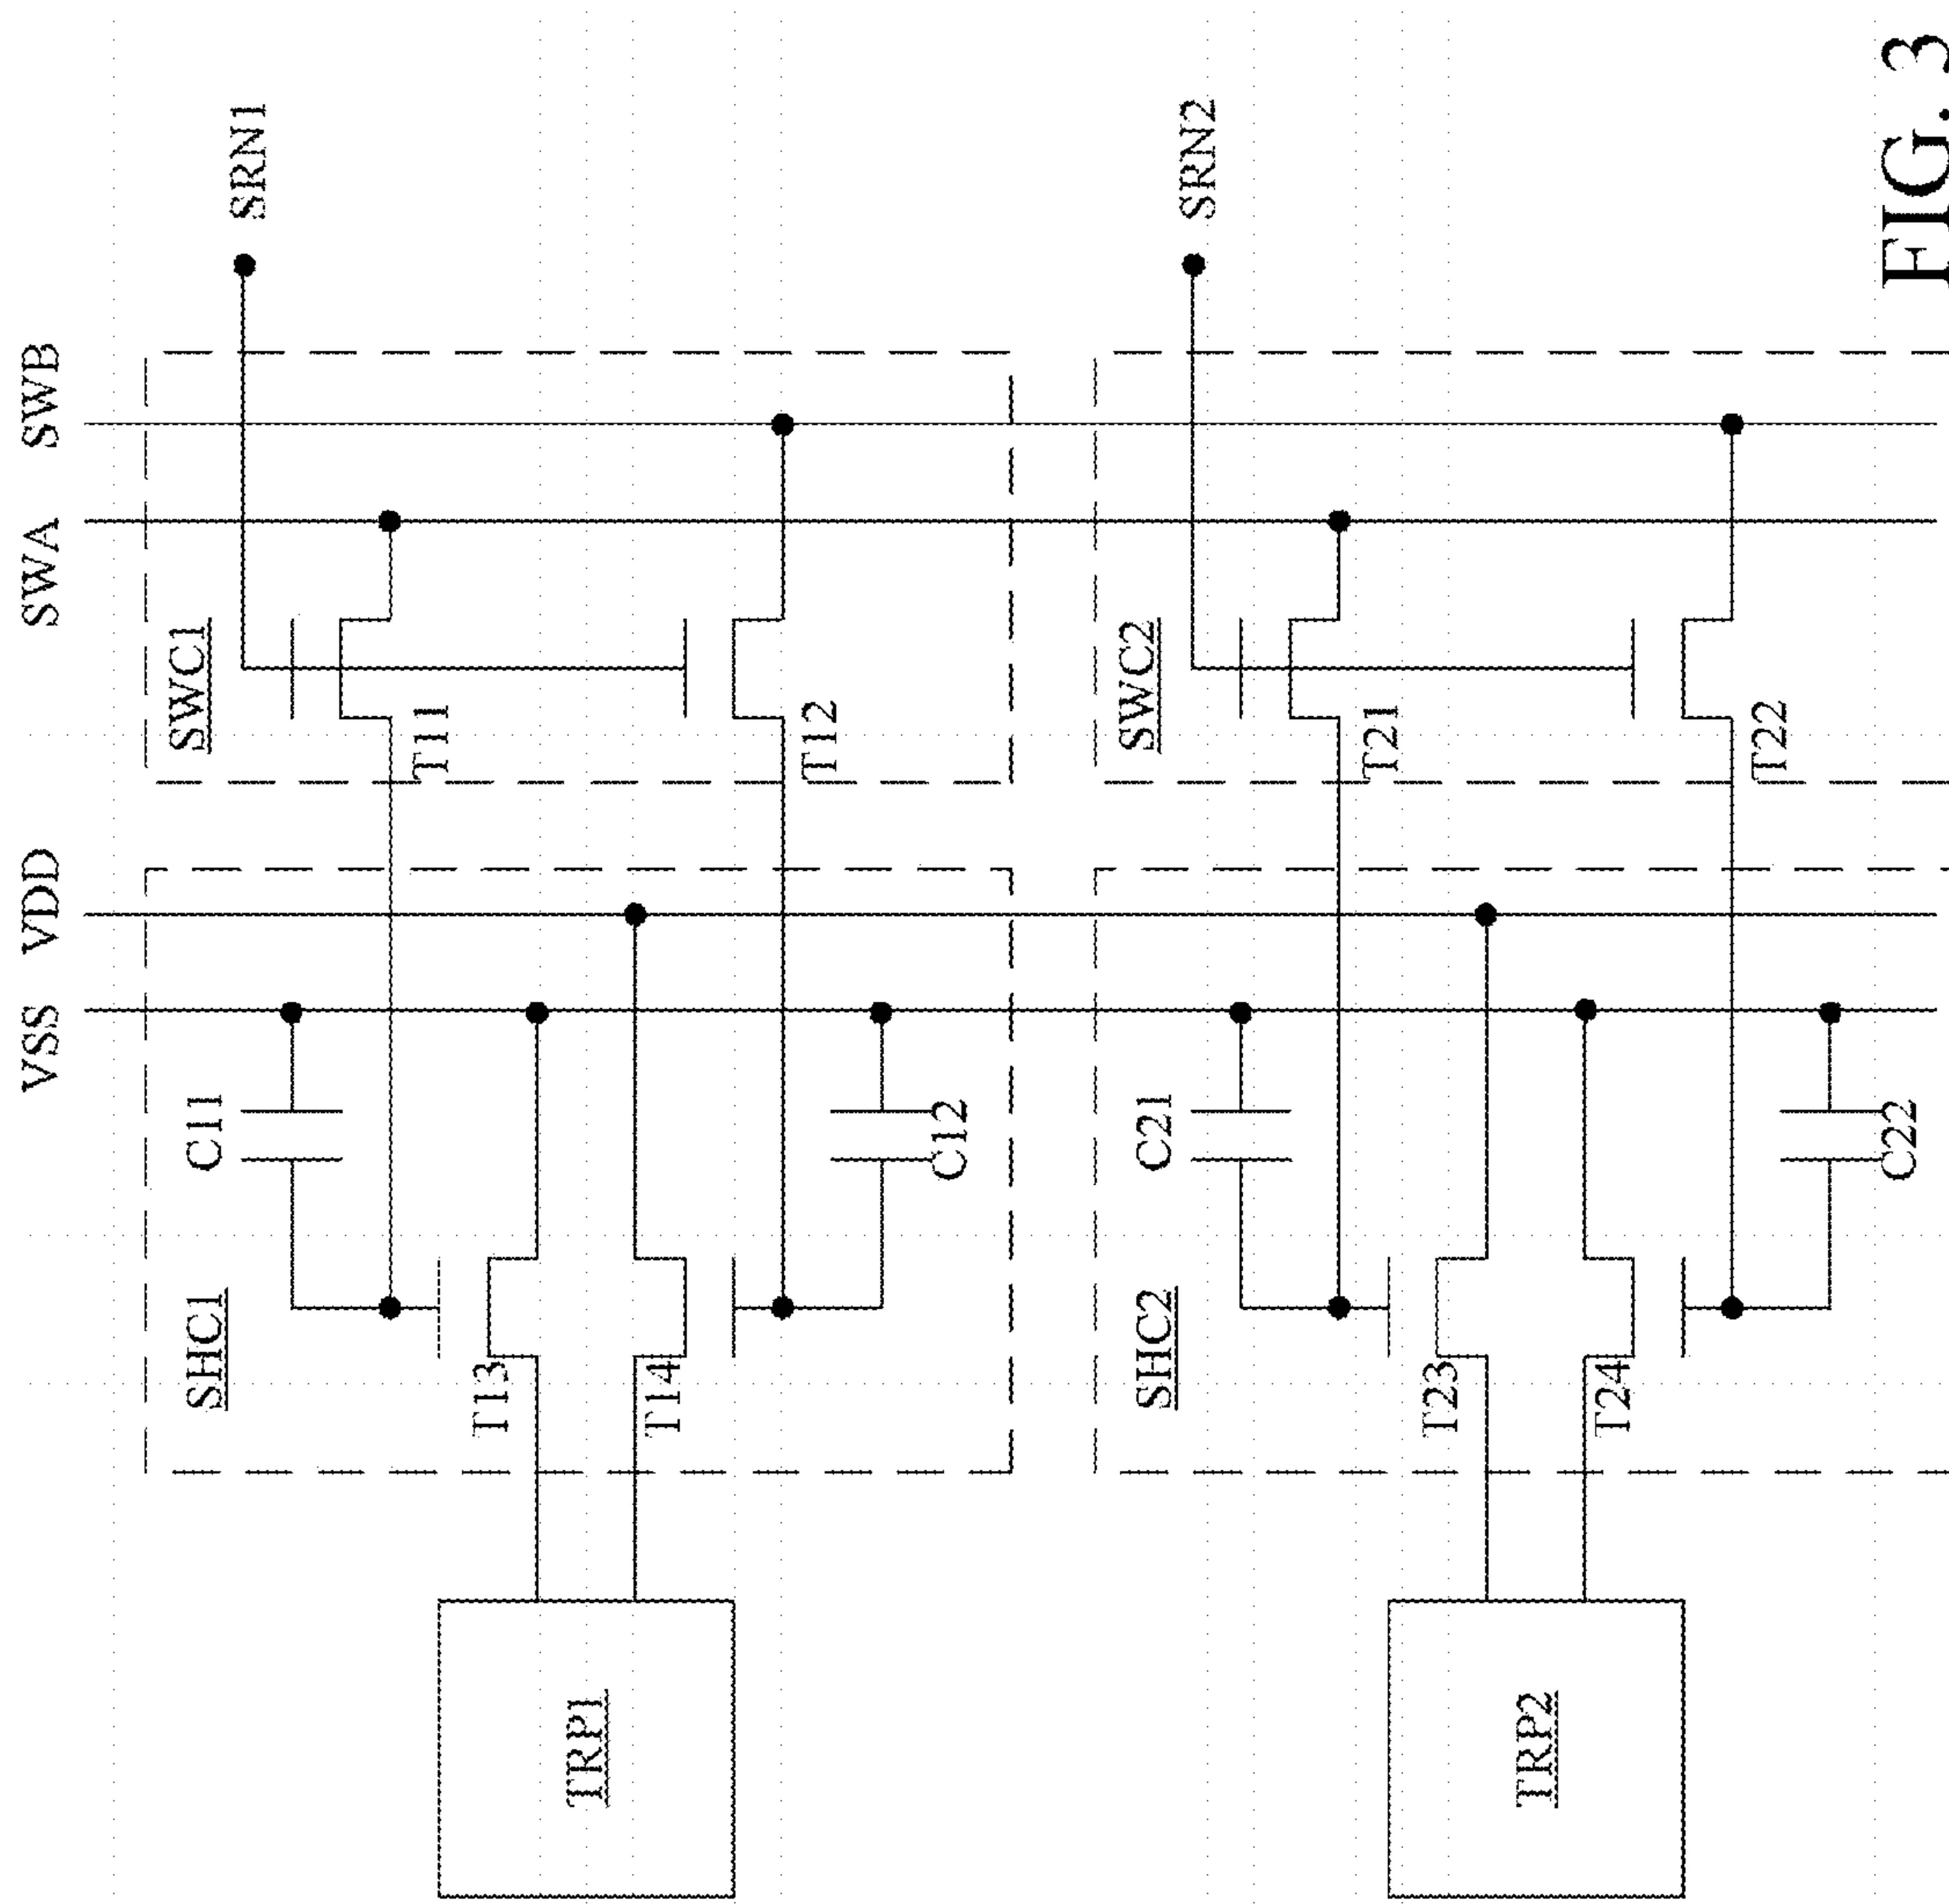 SWB
SWA
VDD
VSS
SRN1
SWC1
T11
T12
C11
SHC1
C12
T13
T14
TRP1
SRN2
SWC2
T21
T22
C21
SHC2
C22
T23
T24
TRP2
FIG. 3